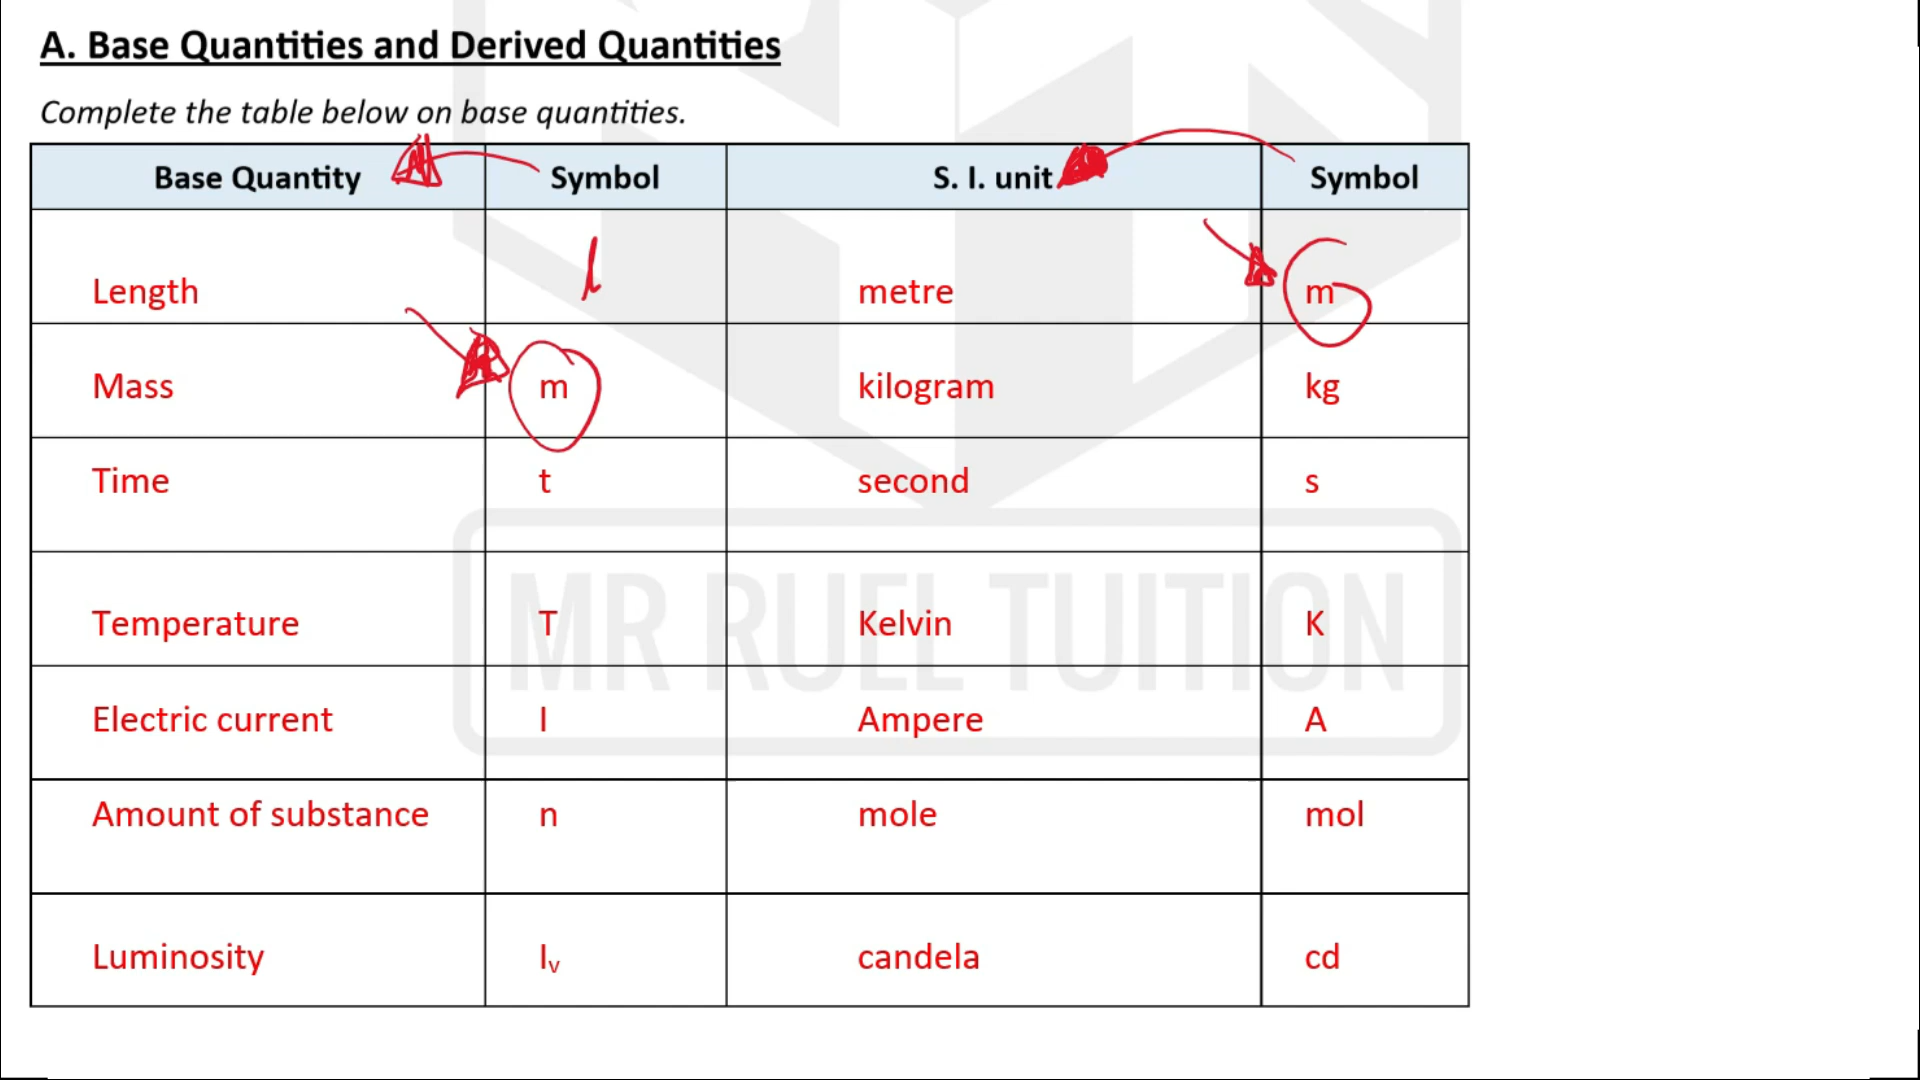 A. Base Quantities and Derived Quantities
Complete the table below on base quantities.
Base Quantity Symbol S. I. unit Symbol
Length l metre m
Mass m kilogram kg
Time t second s
Temperature T Kelvin K
Electric current I Ampere A
Amount of substance n mole mol
Luminosity Iv candela cd
MR RUEL TUITION